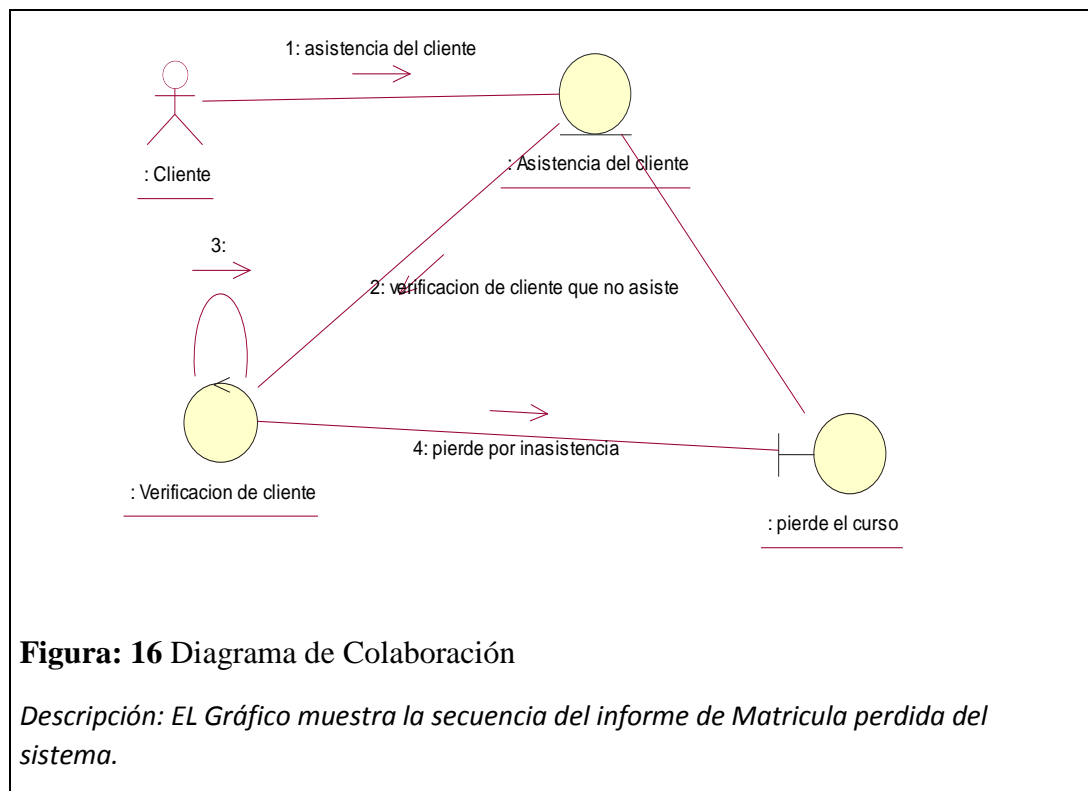 1: asistencia del cliente
: Cliente
: Asistencia del cliente
3:
2: verificacion de cliente que no asiste
4: pierde por inasistencia
: Verificacion de cliente
: pierde el curso
Figura: 16 Diagrama de Colaboración
Descripción: EL Gráfico muestra la secuencia del informe de Matricula perdida del
sistema.